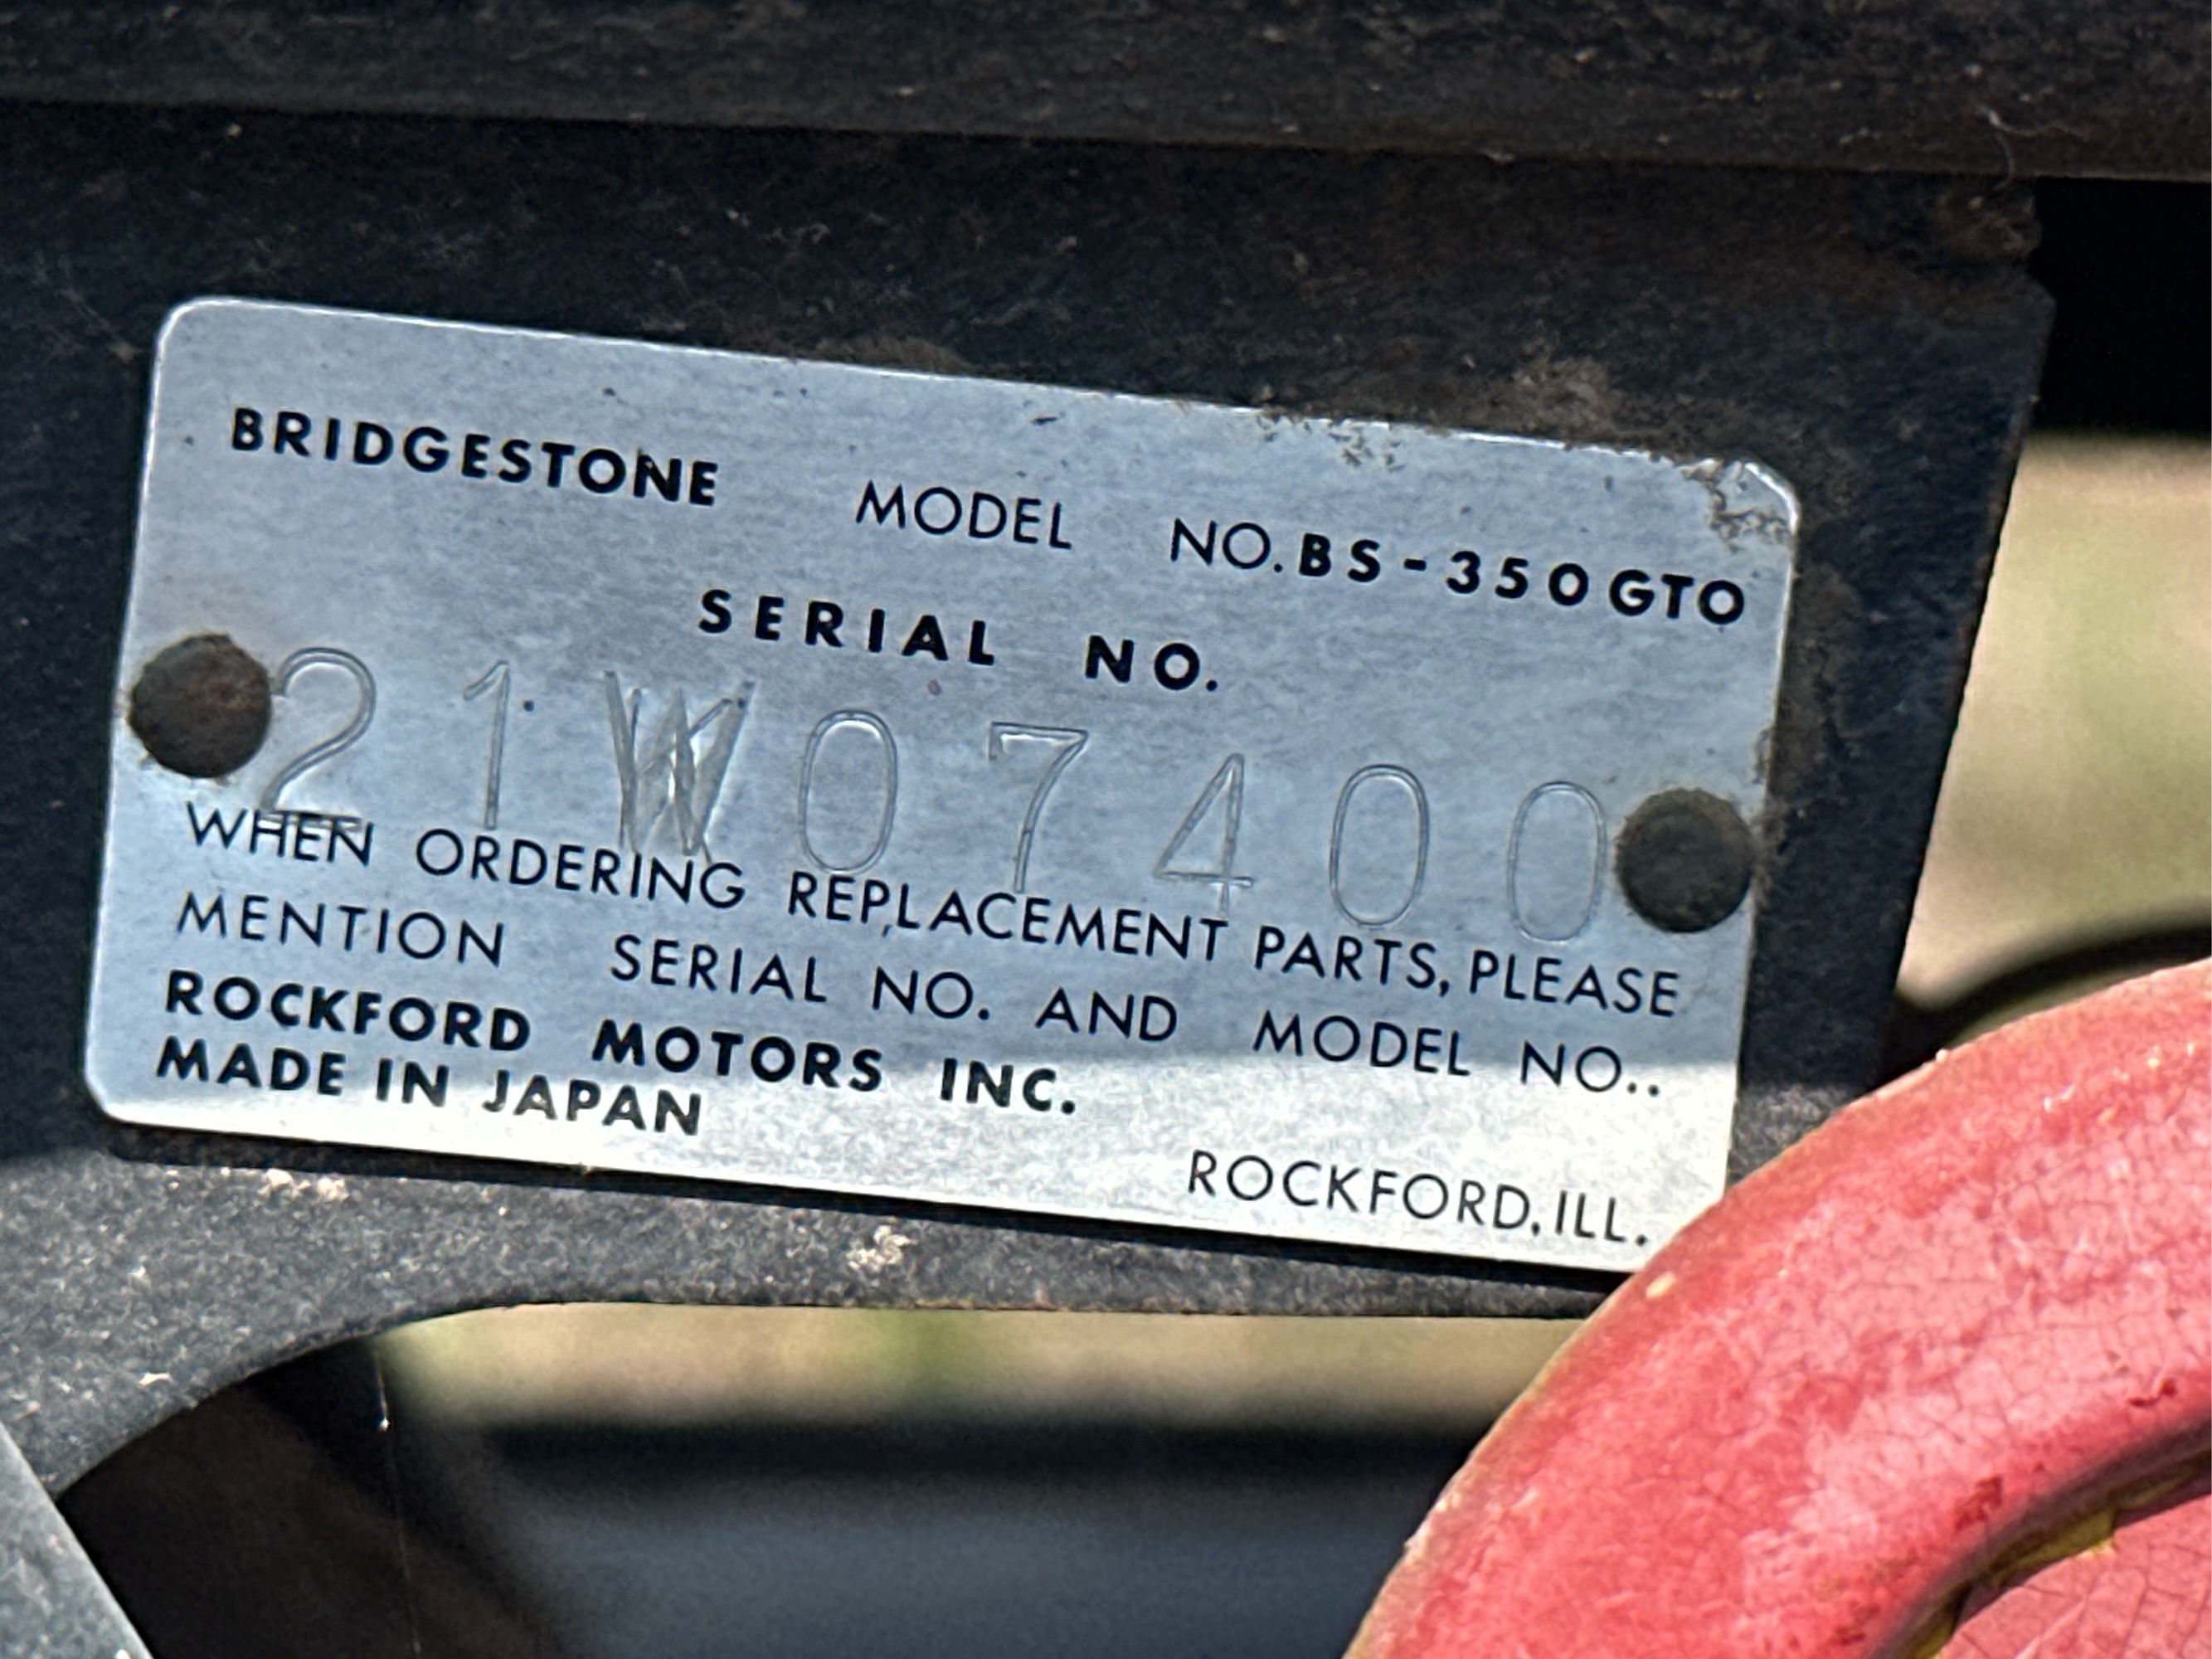 BRIDGESTONE MODEL NO. BS-350GTO
SERIAL NO.
21W07400
WHEN ORDERING REPLACEMENT PARTS, PLEASE
MENTION SERIAL NO. AND MODEL NO..
ROCKFORD MOTORS INC.
MADE IN JAPAN
ROCKFORD, ILL.